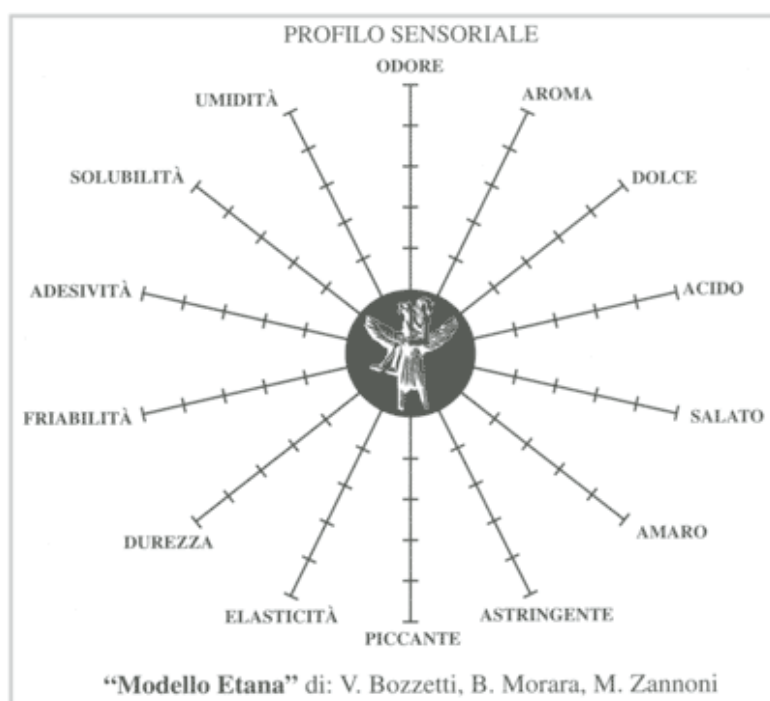 PROFILO SENSORIALE
ODORE
AROMA
DOLCE
ACIDO
SALATO
AMARO
ASTRINGENTE
PICCANTE
ELASTICITÀ
DUREZZA
FRIABILITÀ
ADESIVITÀ
SOLUBILITÀ
UMIDITÀ
“Modello Etana” di: V. Bozzetti, B. Morara, M. Zannoni